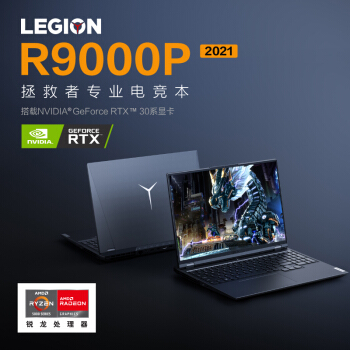 LEGION
R9000P 2021
拯救者专业电竞本
搭载NVIDIA® GeForce RTX™ 30系显卡
NVIDIA
GEFORCE
RTX
AMD
RYZEN
AMD
RADEON
GRAPHICS
锐龙处理器